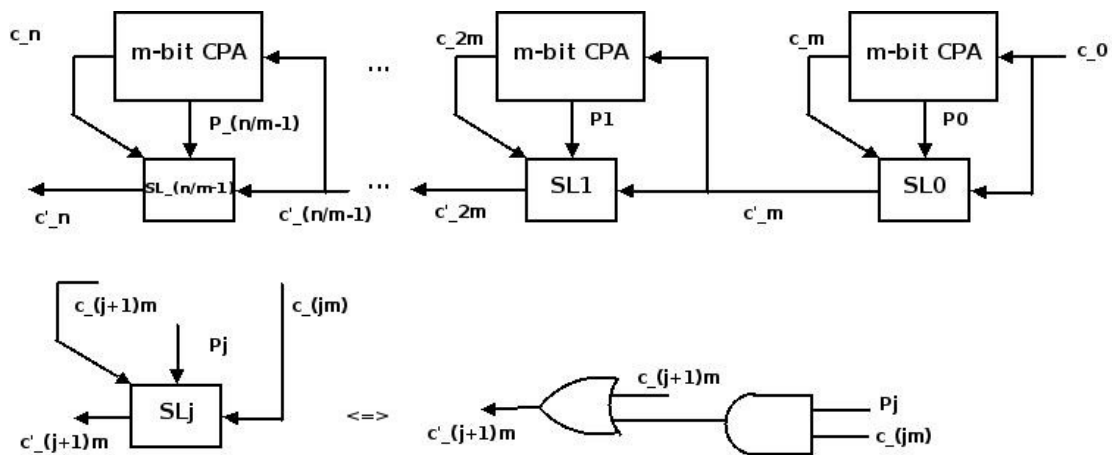 c_n
m-bit CPA
P_(n/m-1)
SL_(n/m-1)
c'_n
c'_(n/m-1)
...
...
c_2m
m-bit CPA
P1
SL1
c'_2m
c'_m
c_m
m-bit CPA
c_0
P0
SL0
c_(j+1)m
c_(jm)
Pj
SLj
c'_(j+1)m
<=>
c_(j+1)m
c'_(j+1)m
Pj
c_(jm)